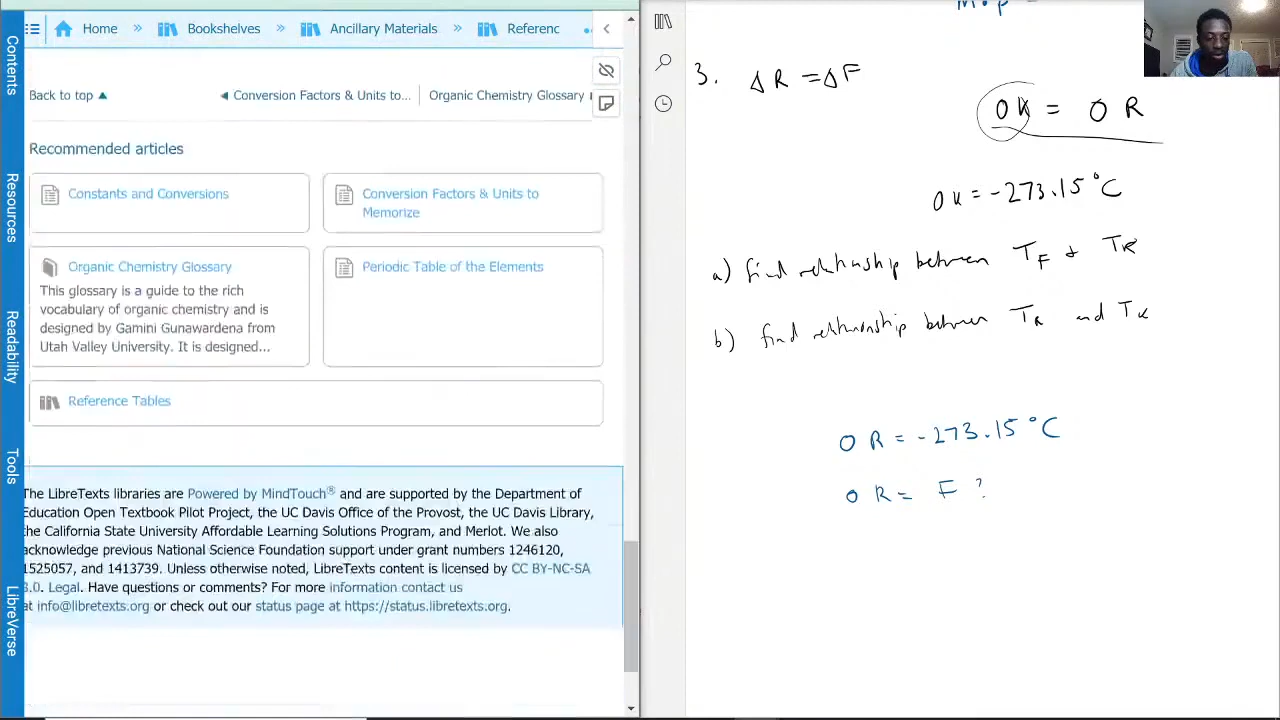 Contents
Resources
Readability
Tools
LibreVerse
Home » Bookshelves » Ancillary Materials » Referenc
Back to top ▲ ◄ Conversion Factors & Units to... Organic Chemistry Glossary
Recommended articles
Constants and Conversions
Conversion Factors & Units to
Memorize
Organic Chemistry Glossary
This glossary is a guide to the rich
vocabulary of organic chemistry and is
designed by Gamini Gunawardena from
Utah Valley University. It is designed...
Periodic Table of the Elements
Reference Tables
The LibreTexts libraries are Powered by MindTouch® and are supported by the Department of
Education Open Textbook Pilot Project, the UC Davis Office of the Provost, the UC Davis Library,
the California State University Affordable Learning Solutions Program, and Merlot. We also
acknowledge previous National Science Foundation support under grant numbers 1246120,
1525057, and 1413739. Unless otherwise noted, LibreTexts content is licensed by CC BY-NC-SA
3.0. Legal. Have questions or comments? For more information contact us
at info@libretexts.org or check out our status page at https://status.libretexts.org.
3. ΔR = ΔF
0K = 0 R
0K = -273.15°C
a) find relationship between T_F + T_R
b) find relationship between T_R and T_K
0 R = -273.15 °C
0 R = F ?